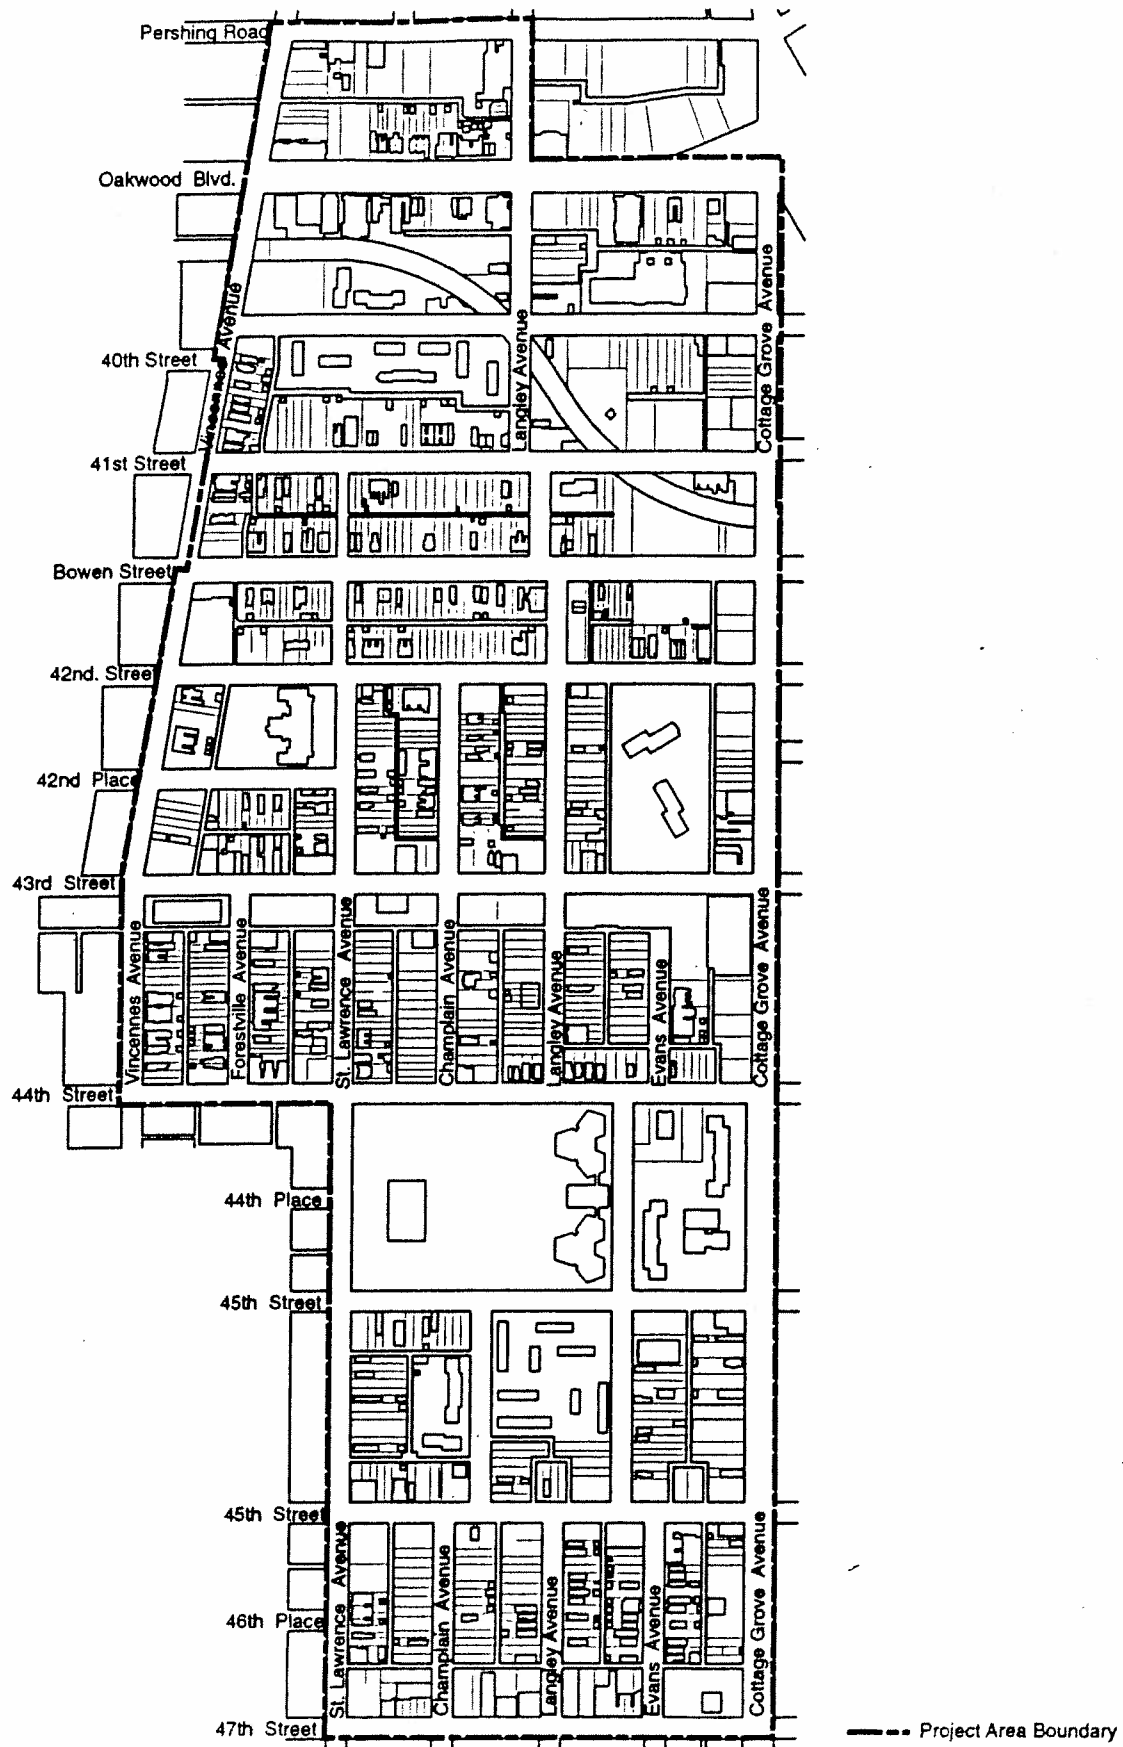 Pershing Road
Oakwood Blvd.
Cottage Grove Avenue
Vincennes Avenue
Langley Avenue
40th Street
41st Street
Bowen Street
42nd. Street
42nd Place
43rd Street
Vincennes Avenue
Forestville Avenue
St. Lawrence Avenue
Champlain Avenue
Langley Avenue
Evans Avenue
Cottage Grove Avenue
44th Street
44th Place
45th Street
45th Street
St. Lawrence Avenue
Champlain Avenue
Langley Avenue
Evans Avenue
Cottage Grove Avenue
46th Place
47th Street
Project Area Boundary